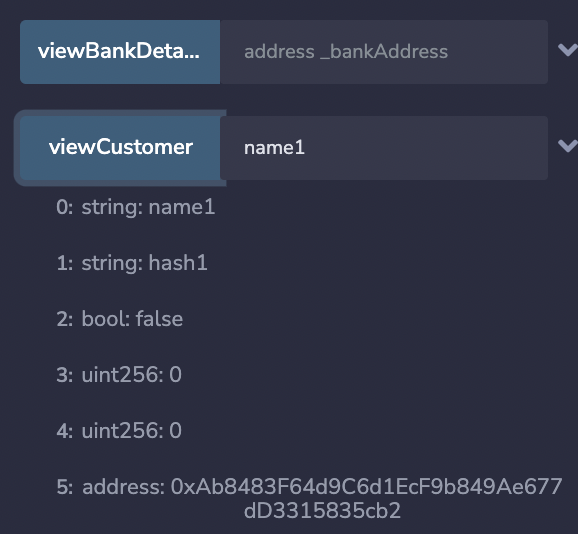 viewBankDeta... address _bankAddress
viewCustomer name1
0: string: name1
1: string: hash1
2: bool: false
3: uint256: 0
4: uint256: 0
5: address: 0xAb8483F64d9C6d1EcF9b849Ae677
dD3315835cb2